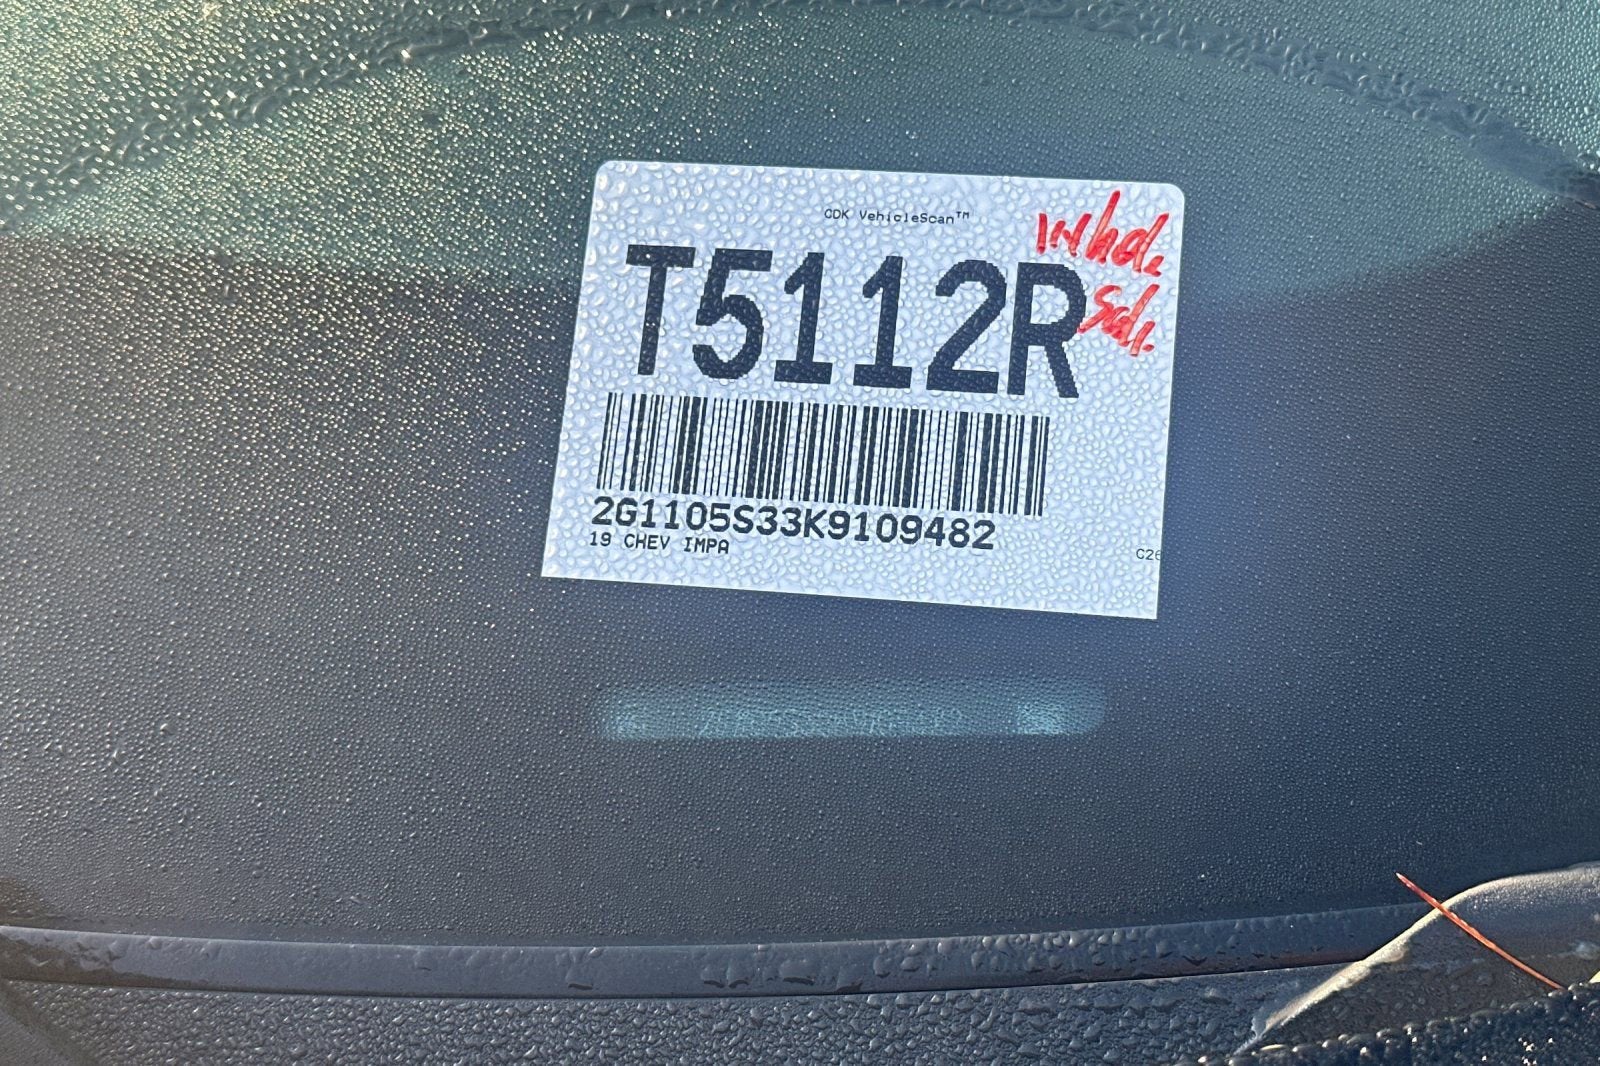 CDK VehicleScan™
Whole
Sale
T5112R
2G1105S33K9109482
19 CHEV IMPA
C26